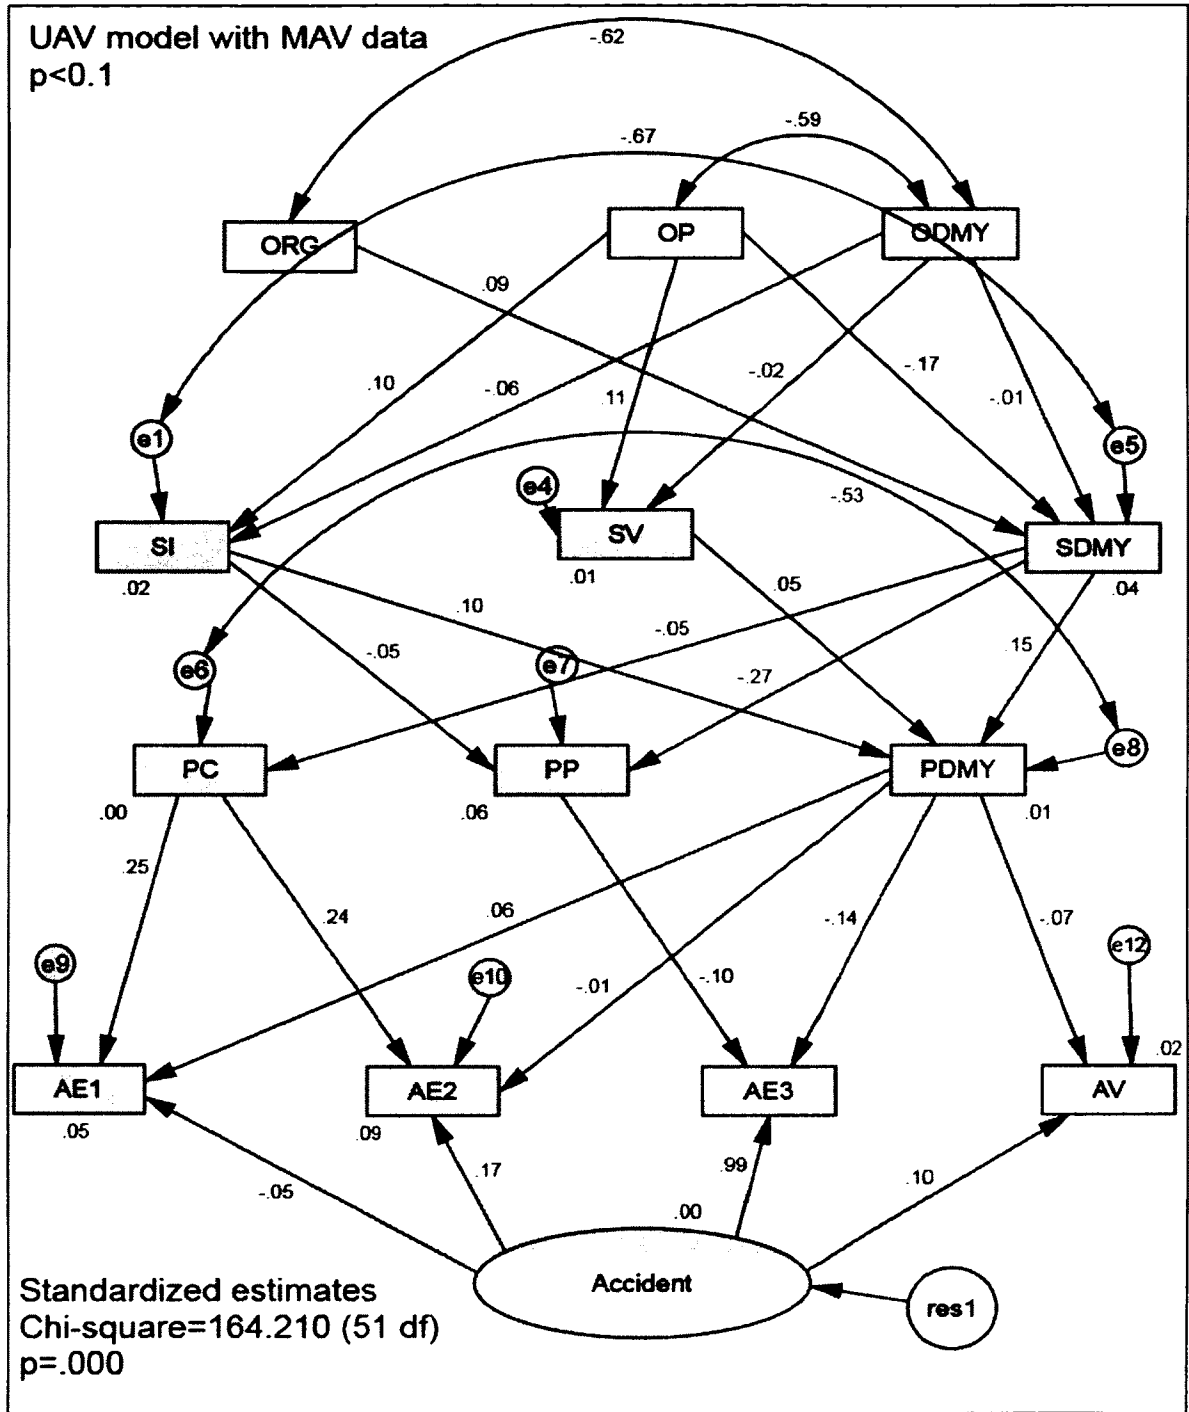 UAV model with MAV data
p<0.1
-.62
-.59
-.67
ORG
OP
ODMY
.09
.10
-.06
.11
-.02
-.17
-.01
e1
e5
e4
-.53
SI
SV
SDMY
.02
.01
.04
.10
.05
-.05
-.05
.15
e6
e7
-.27
e8
PC
PP
PDMY
.00
.06
.01
.25
.24
.06
-.14
-.07
e9
e10
-.01
-.10
e12
.02
AE1
AE2
AE3
AV
.05
.09
-.05
.17
.99
.10
.00
Accident
res1
Standardized estimates
Chi-square=164.210 (51 df)
p=.000